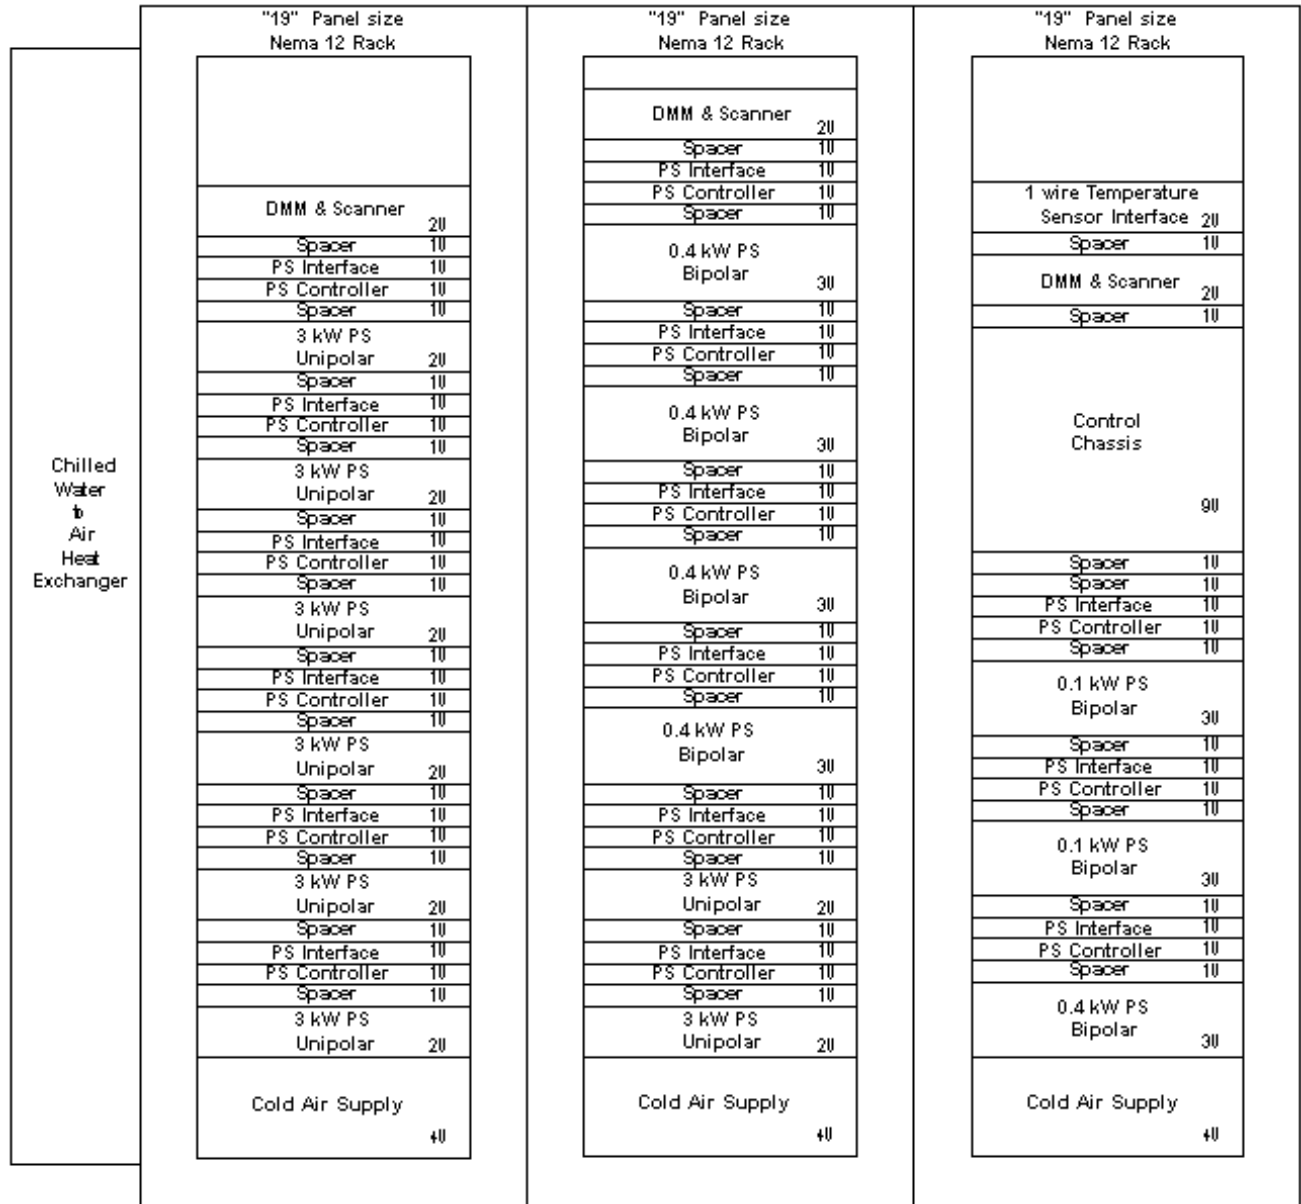 Chilled
Water
to
Air
Heat
Exchanger
"19" Panel size
Nema 12 Rack
DMM & Scanner 2U
Spacer 1U
PS Interface 1U
PS Controller 1U
Spacer 1U
3 kW PS
Unipolar 2U
Spacer 1U
PS Interface 1U
PS Controller 1U
Spacer 1U
3 kW PS
Unipolar 2U
Spacer 1U
PS Interface 1U
PS Controller 1U
Spacer 1U
3 kW PS
Unipolar 2U
Spacer 1U
PS Interface 1U
PS Controller 1U
Spacer 1U
3 kW PS
Unipolar 2U
Spacer 1U
PS Interface 1U
PS Controller 1U
Spacer 1U
3 kW PS
Unipolar 2U
Spacer 1U
PS Interface 1U
PS Controller 1U
Spacer 1U
3 kW PS
Unipolar 2U
Cold Air Supply
4U
"19" Panel size
Nema 12 Rack
DMM & Scanner 2U
Spacer 1U
PS Interface 1U
PS Controller 1U
Spacer 1U
0.4 kW PS
Bipolar
3U
Spacer 1U
PS Interface 1U
PS Controller 1U
Spacer 1U
0.4 kW PS
Bipolar
3U
Spacer 1U
PS Interface 1U
PS Controller 1U
Spacer 1U
0.4 kW PS
Bipolar
3U
Spacer 1U
PS Interface 1U
PS Controller 1U
Spacer 1U
0.4 kW PS
Bipolar
3U
Spacer 1U
PS Interface 1U
PS Controller 1U
Spacer 1U
3 kW PS
Unipolar 2U
Spacer 1U
PS Interface 1U
PS Controller 1U
Spacer 1U
3 kW PS
Unipolar 2U
Cold Air Supply
4U
"19" Panel size
Nema 12 Rack
1 wire Temperature
Sensor Interface 2U
Spacer 1U
DMM & Scanner 2U
Spacer 1U
Control
Chassis
9U
Spacer 1U
Spacer 1U
PS Interface 1U
PS Controller 1U
Spacer 1U
0.1 kW PS
Bipolar
3U
Spacer 1U
PS Interface 1U
PS Controller 1U
Spacer 1U
0.1 kW PS
Bipolar
3U
Spacer 1U
PS Interface 1U
PS Controller 1U
Spacer 1U
0.4 kW PS
Bipolar
3U
Cold Air Supply
4U